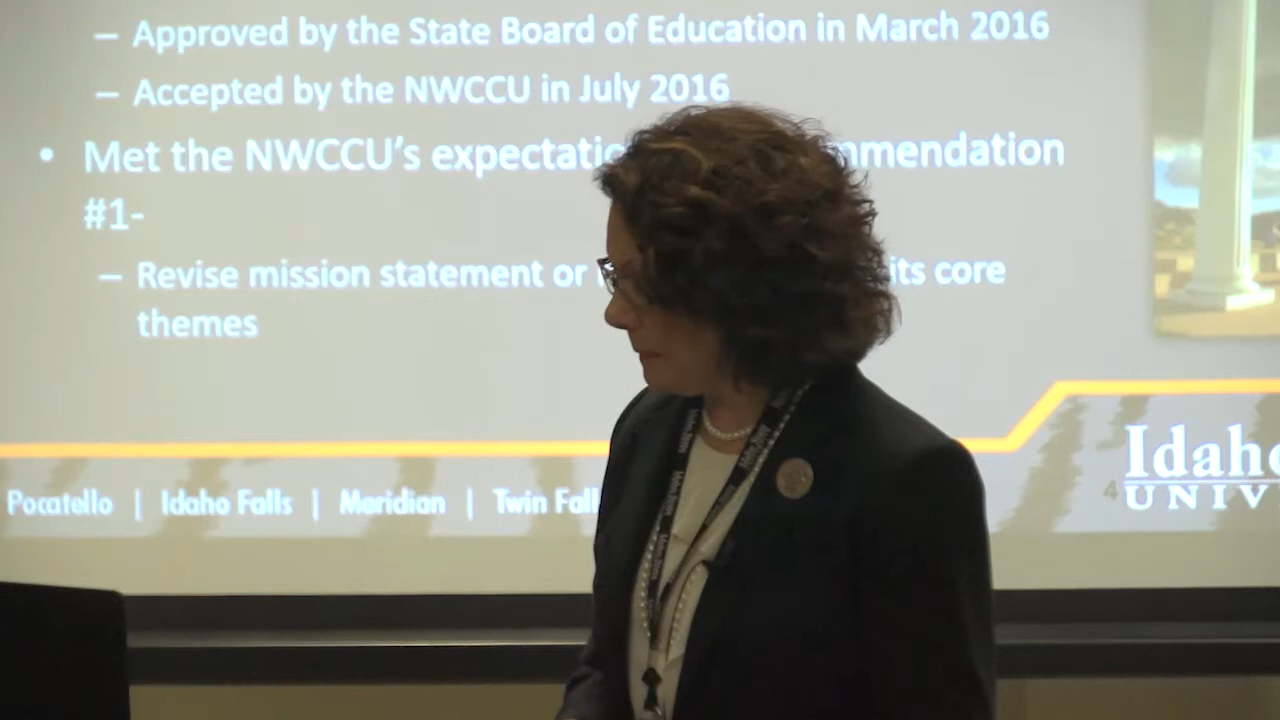 – Approved by the State Board of Education in March 2016
– Accepted by the NWCCU in July 2016
• Met the NWCCU's expectatio mmendation
#1-
– Revise mission statement or its core
themes
Pocatello | Idaho Falls | Meridian | Twin Fall
4
Idaho
UNIV